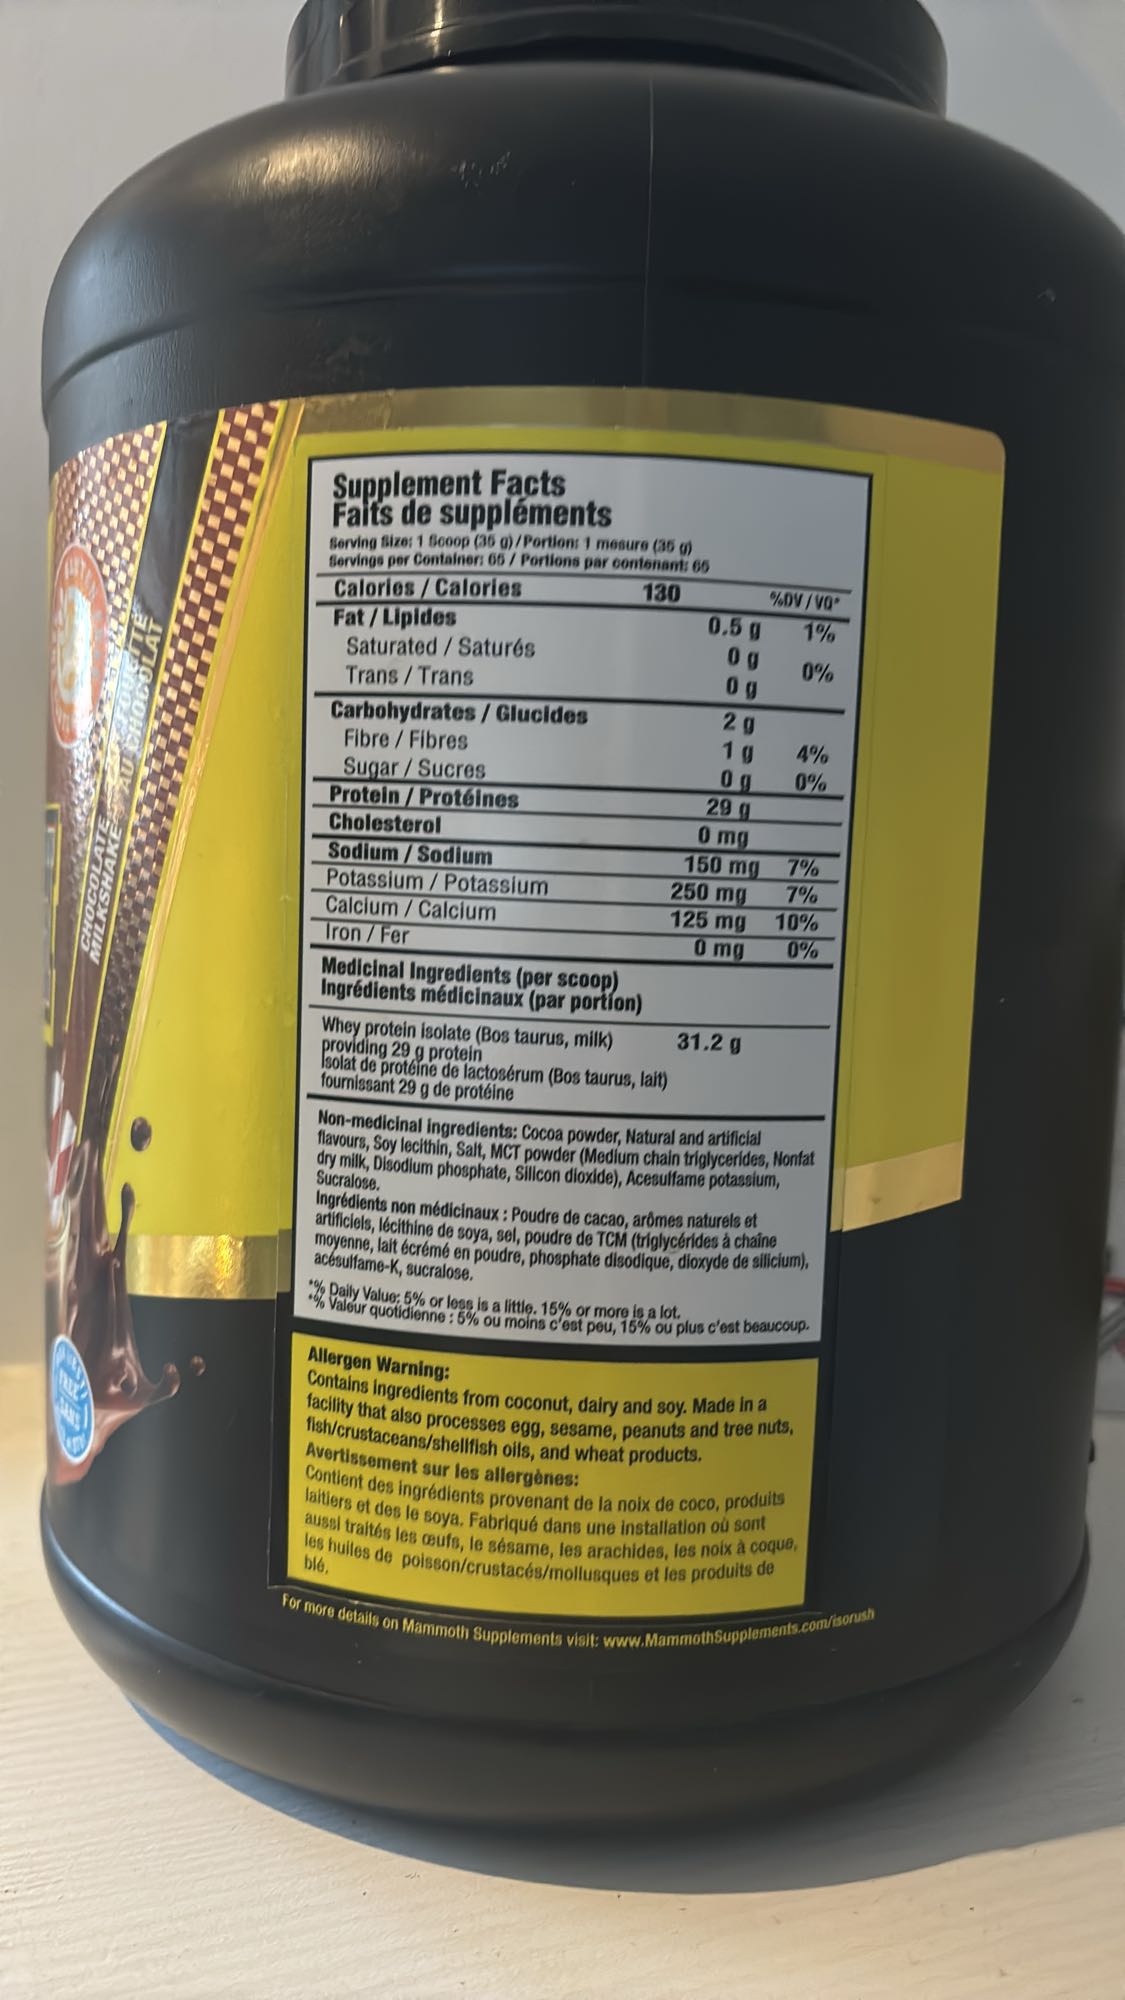 CHOCOLATE
MILKSHAKE
AU CHOCOLAT
FREE
SANS
Supplement Facts
Faits de suppléments
Serving Size: 1 Scoop (35 g) / Portion: 1 mesure (35 g)
Servings per Container: 65 / Portions par contenant: 65
Calories / Calories 130 %DV / VQ*
Fat / Lipides 0.5 g 1%
Saturated / Saturés 0 g
Trans / Trans 0 g 0%
Carbohydrates / Glucides 2 g
Fibre / Fibres 1 g 4%
Sugar / Sucres 0 g 0%
Protein / Protéines 29 g
Cholesterol 0 mg
Sodium / Sodium 150 mg 7%
Potassium / Potassium 250 mg 7%
Calcium / Calcium 125 mg 10%
Iron / Fer 0 mg 0%
Medicinal Ingredients (per scoop)
Ingrédients médicinaux (par portion)
Whey protein isolate (Bos taurus, milk) 31.2 g
providing 29 g protein
Isolat de protéine de lactosérum (Bos taurus, lait)
fournissant 29 g de protéine
Non-medicinal ingredients: Cocoa powder, Natural and artificial
flavours, Soy lecithin, Salt, MCT powder (Medium chain triglycerides, Nonfat
dry milk, Disodium phosphate, Silicon dioxide), Acesulfame potassium,
Sucralose.
Ingrédients non médicinaux : Poudre de cacao, arômes naturels et
artificiels, lécithine de soya, sel, poudre de TCM (triglycérides à chaîne
moyenne, lait écrémé en poudre, phosphate disodique, dioxyde de silicium),
acésulfame-K, sucralose.
*% Daily Value: 5% or less is a little. 15% or more is a lot.
*% Valeur quotidienne : 5% ou moins c'est peu, 15% ou plus c'est beaucoup.
Allergen Warning:
Contains ingredients from coconut, dairy and soy. Made in a
facility that also processes egg, sesame, peanuts and tree nuts,
fish/crustaceans/shellfish oils, and wheat products.
Avertissement sur les allergènes:
Contient des ingrédients provenant de la noix de coco, produits
laitiers et des le soya. Fabriqué dans une installation où sont
aussi traités les œufs, le sésame, les arachides, les noix à coque,
les huiles de poisson/crustacés/mollusques et les produits de
blé.
For more details on Mammoth Supplements visit: www.MammothSupplements.com/isorush